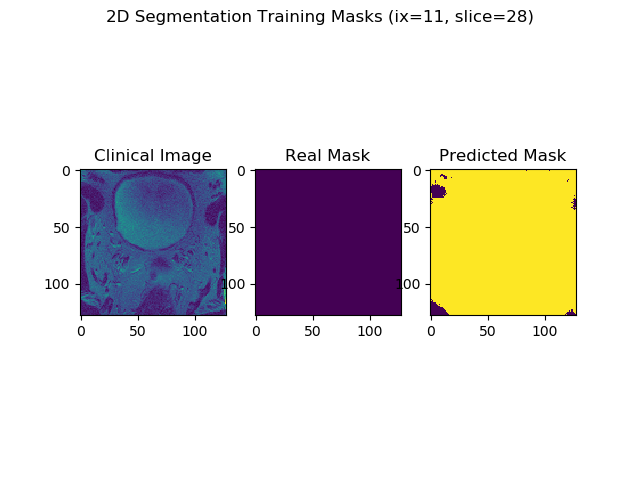 2D Segmentation Training Masks (ix=11, slice=28)
Clinical Image Real Mask Predicted Mask
0 0 0
50 50 50
100 100 100
0 50 100 0 50 100 0 50 100